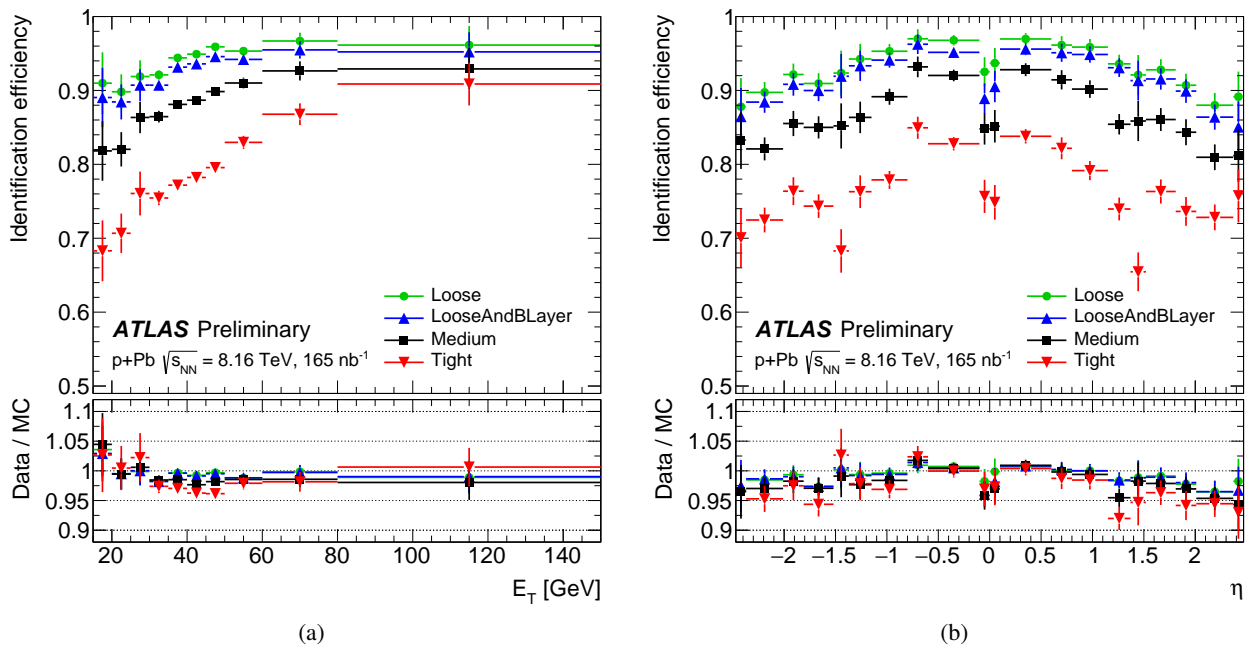 Identification efficiency
1
0.9
0.8
0.7
0.6
0.5
Loose
LooseAndBLayer
Medium
Tight
ATLAS Preliminary
p+Pb √s_NN = 8.16 TeV, 165 nb⁻¹
Data / MC
1.1
1.05
1
0.95
0.9
20 40 60 80 100 120 140
E_T [GeV]
(a)
Identification efficiency
1
0.9
0.8
0.7
0.6
0.5
Loose
LooseAndBLayer
Medium
Tight
ATLAS Preliminary
p+Pb √s_NN = 8.16 TeV, 165 nb⁻¹
Data / MC
1.1
1.05
1
0.95
0.9
−2 −1.5 −1 −0.5 0 0.5 1 1.5 2
η
(b)